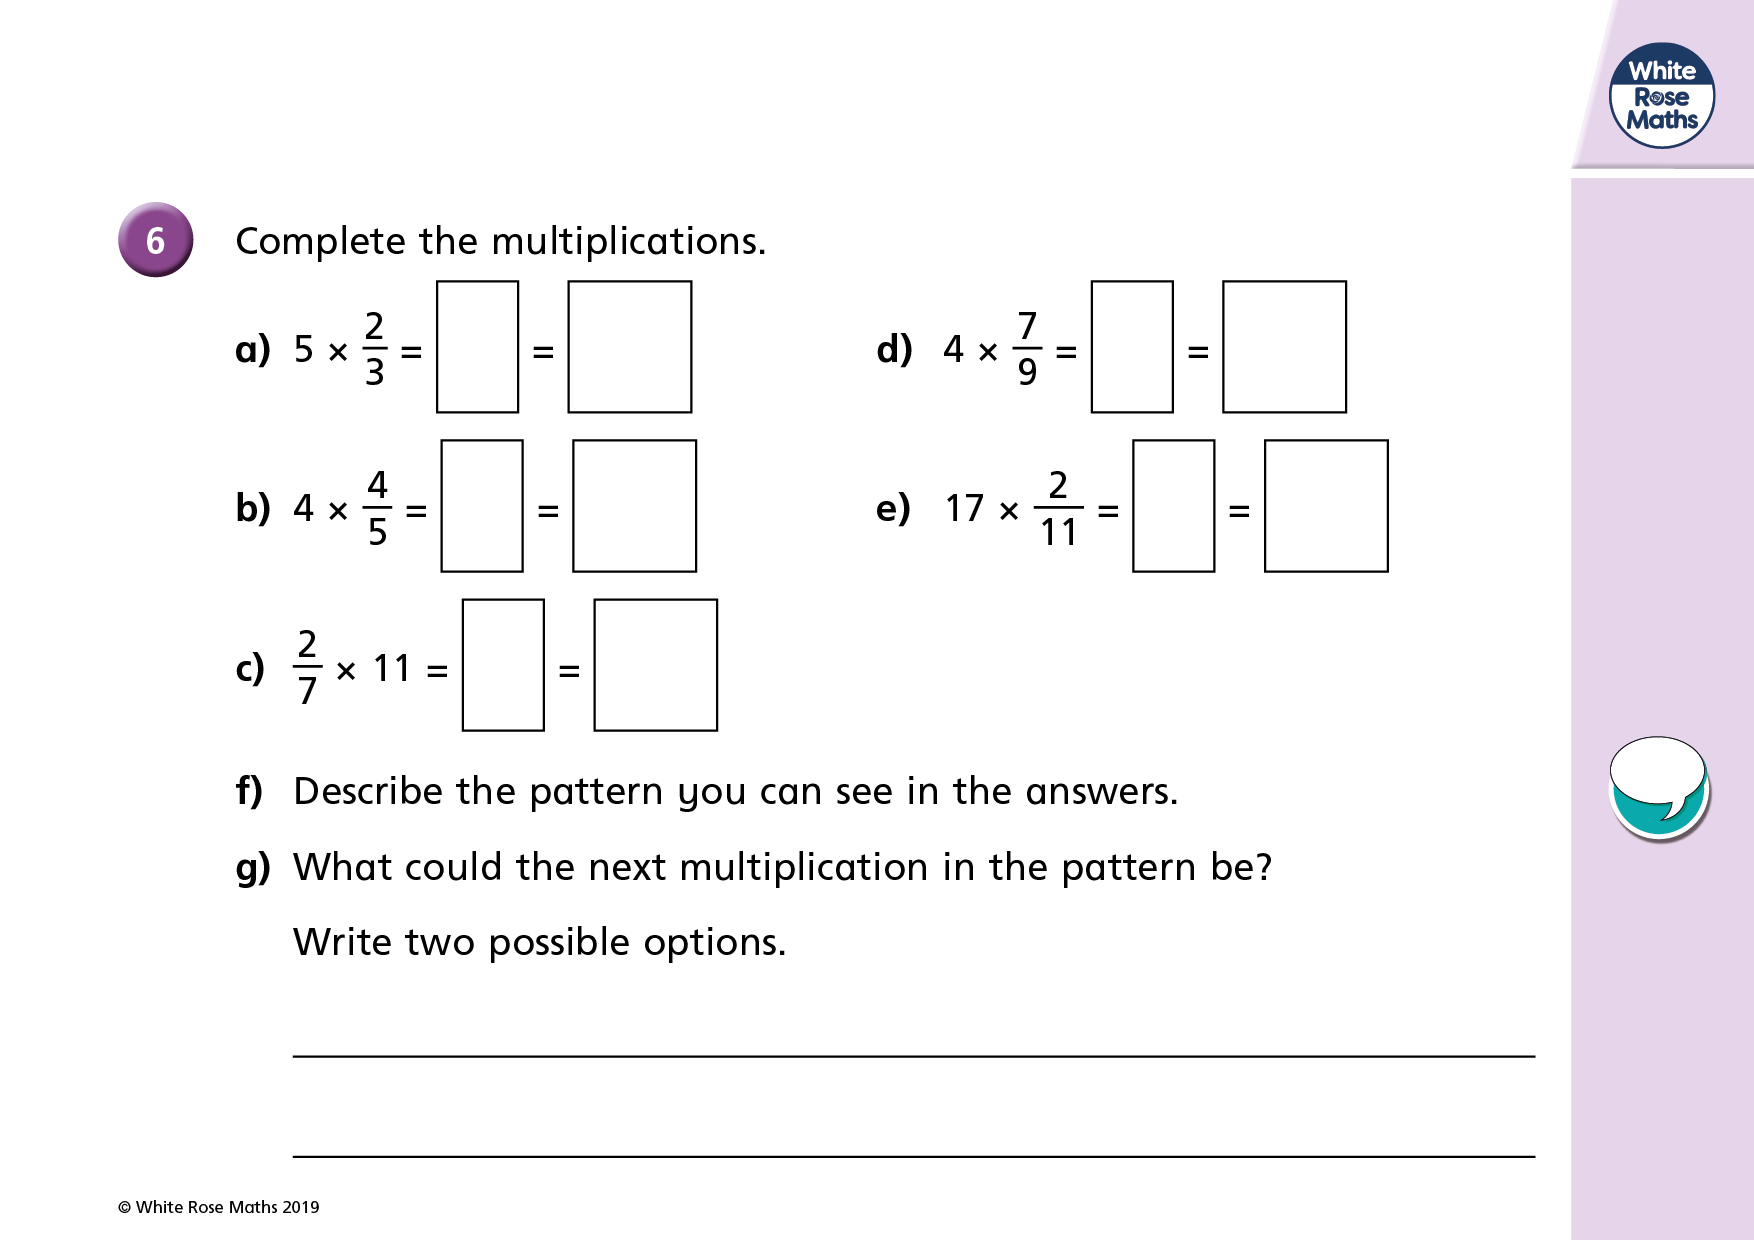 White
Rose
Maths
6 Complete the multiplications.
a) 5 × 2/3 = =
b) 4 × 4/5 = =
c) 2/7 × 11 = =
d) 4 × 7/9 = =
e) 17 × 2/11 = =
f) Describe the pattern you can see in the answers.
g) What could the next multiplication in the pattern be?
Write two possible options.
© White Rose Maths 2019